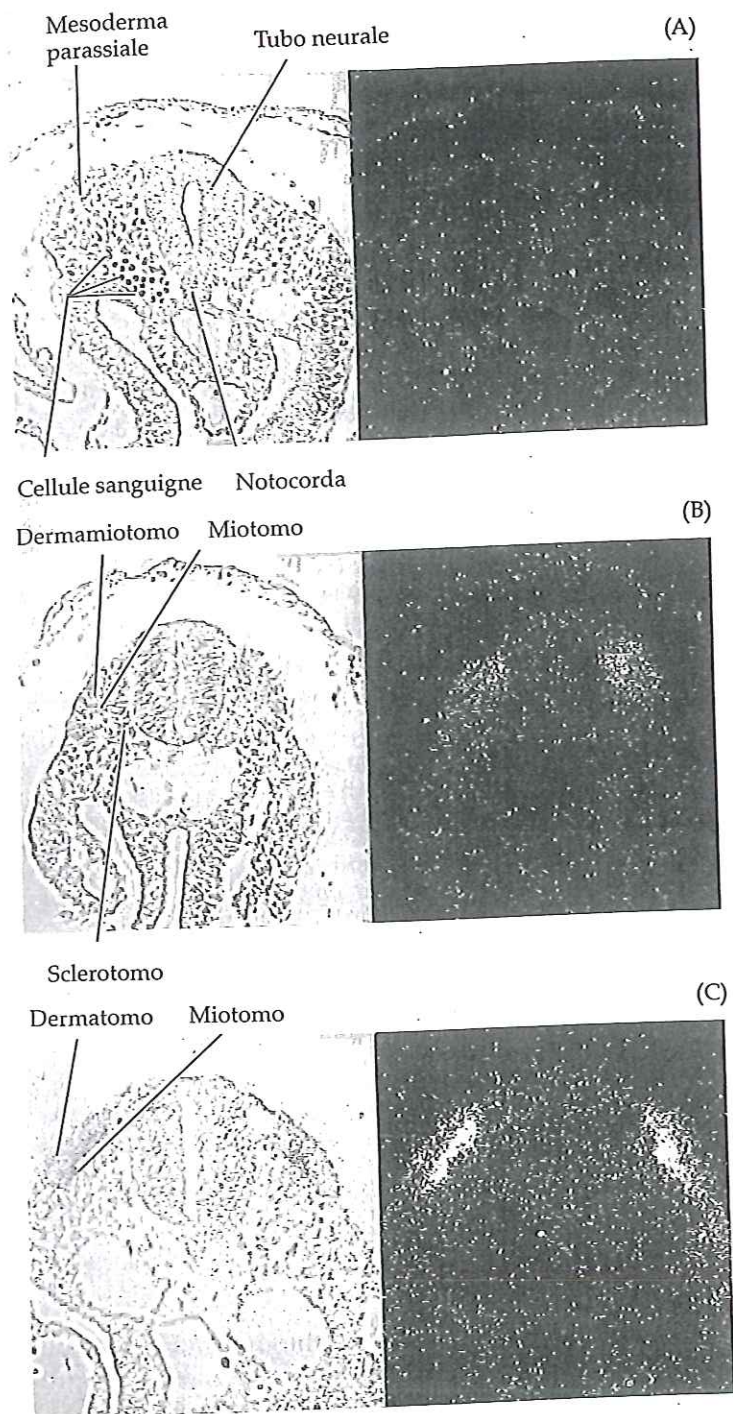 Mesoderma
parassiale
Tubo neurale
(A)
Cellule sanguigne
Notocorda
(B)
Dermamiotomo
Miotomo
Sclerotomo
(C)
Dermatomo
Miotomo